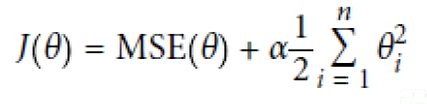 J(θ) = MSE(θ) + α 1/2 ∑_{i = 1}^{n} θ_i^2